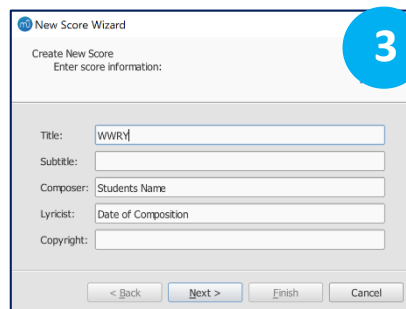 New Score Wizard
3
Create New Score
Enter score information:
Title: WWRY
Subtitle:
Composer: Students Name
Lyricist: Date of Composition
Copyright:
< Back Next > Finish Cancel